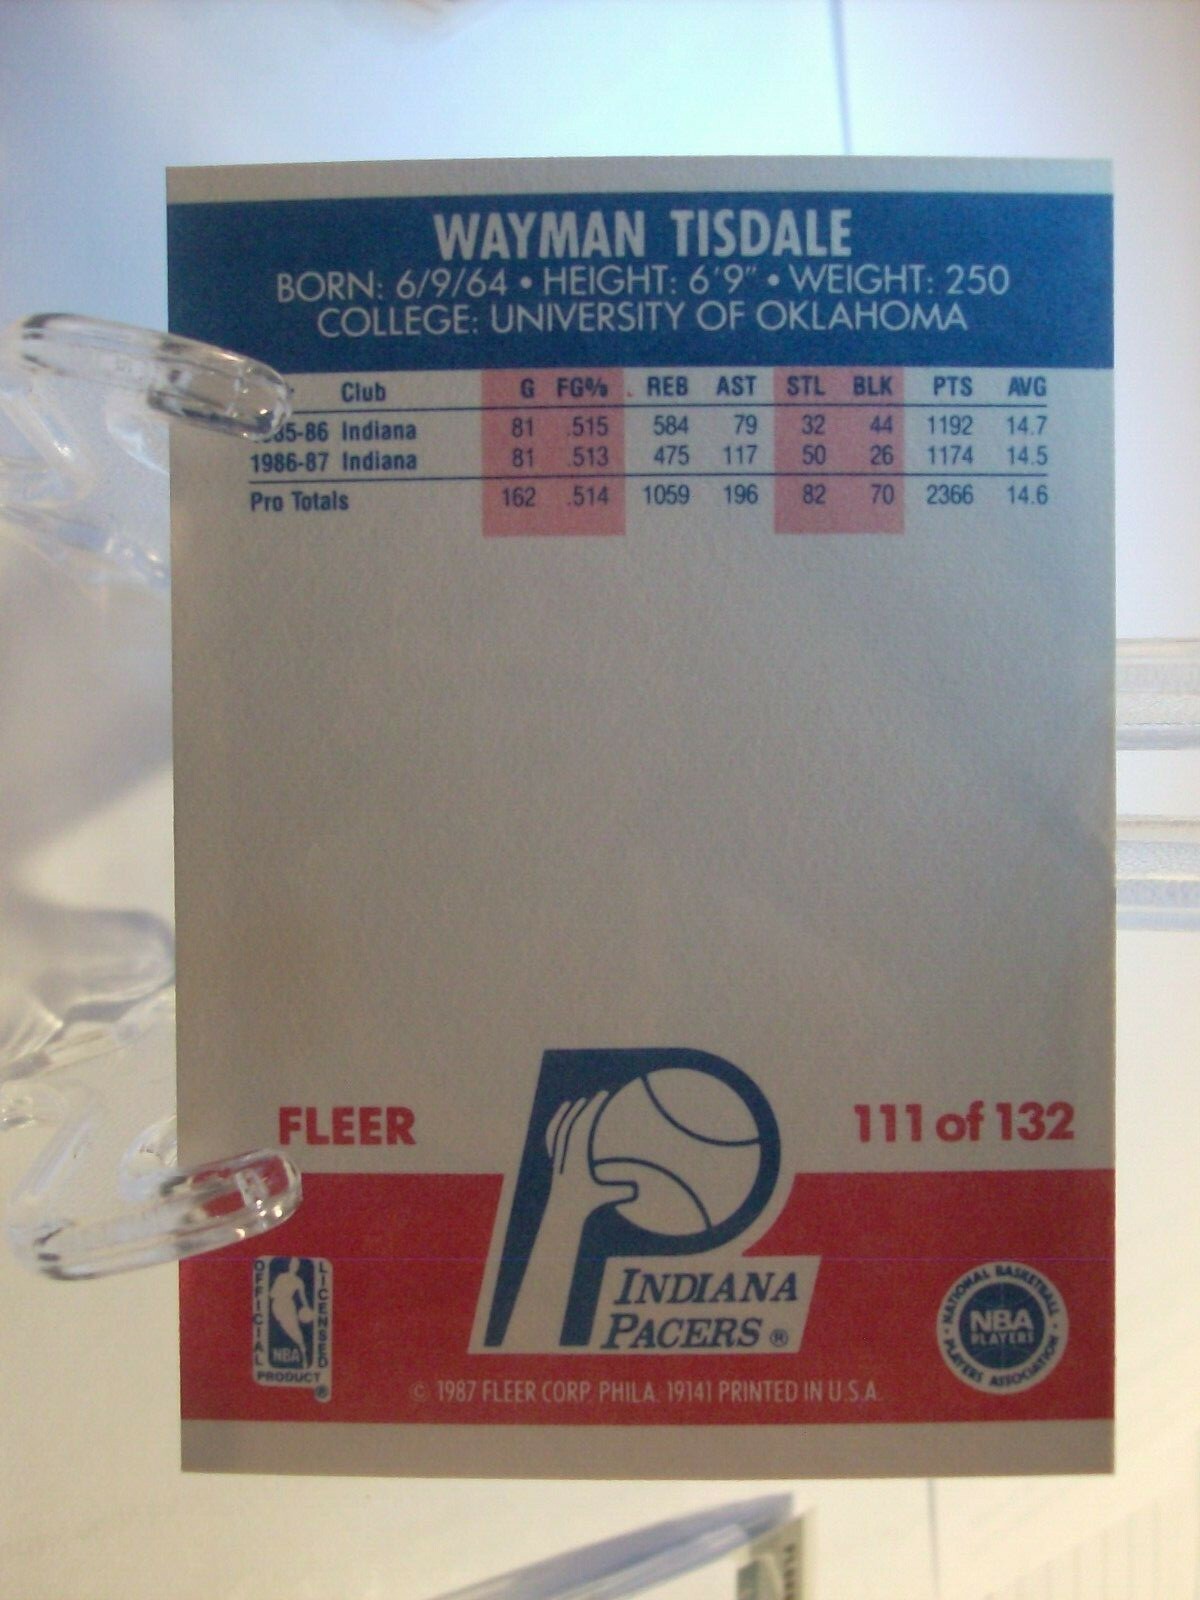 WAYMAN TISDALE
BORN: 6/9/64 • HEIGHT: 6'9" • WEIGHT: 250
COLLEGE: UNIVERSITY OF OKLAHOMA
Club G FG% REB AST STL BLK PTS AVG
1985-86 Indiana 81 .515 584 79 32 44 1192 14.7
1986-87 Indiana 81 .513 475 117 50 26 1174 14.5
Pro Totals 162 .514 1059 196 82 70 2366 14.6
FLEER
111 of 132
INDIANA
PACERS ®
OFFICIAL LICENSED
NBA
PRODUCT ®
NATIONAL BASKETBALL
NBA
PLAYERS
PLAYERS ASSOCIATION
© 1987 FLEER CORP. PHILA. 19141 PRINTED IN U.S.A.